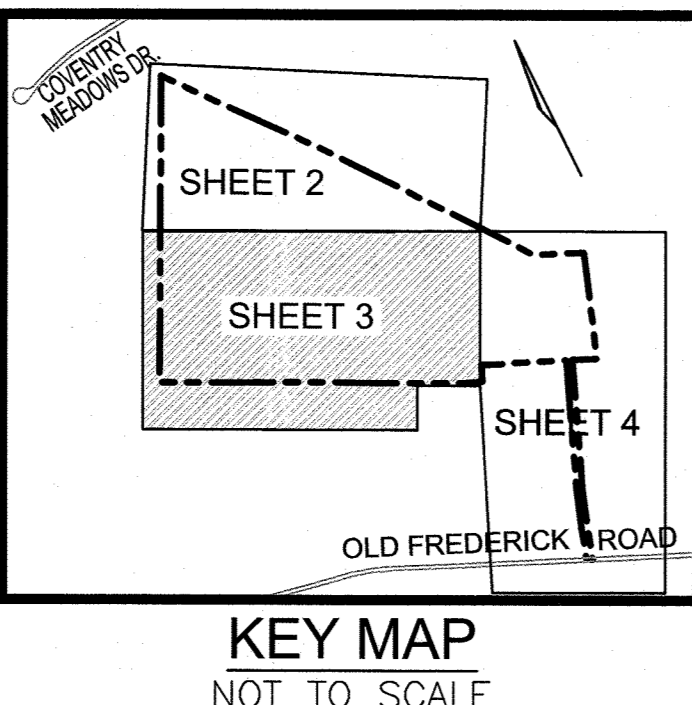 COVENTRY
MEADOWS DR.
SHEET 2
SHEET 3
SHEET 4
OLD FREDERICK ROAD
KEY MAP
NOT TO SCALE